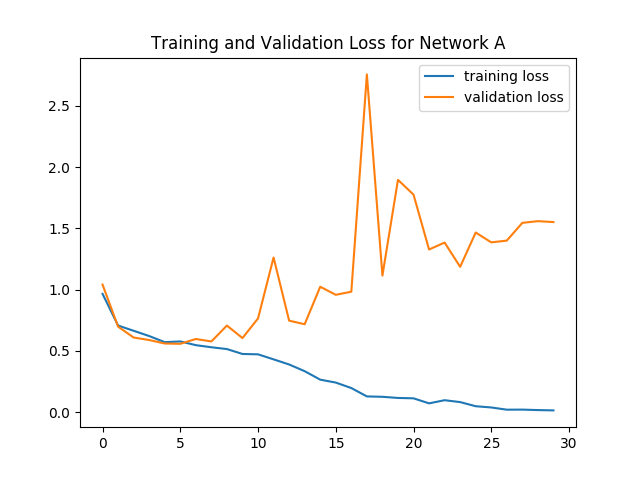 Training and Validation Loss for Network A
training loss
validation loss
2.5
2.0
1.5
1.0
0.5
0.0
0 5 10 15 20 25 30